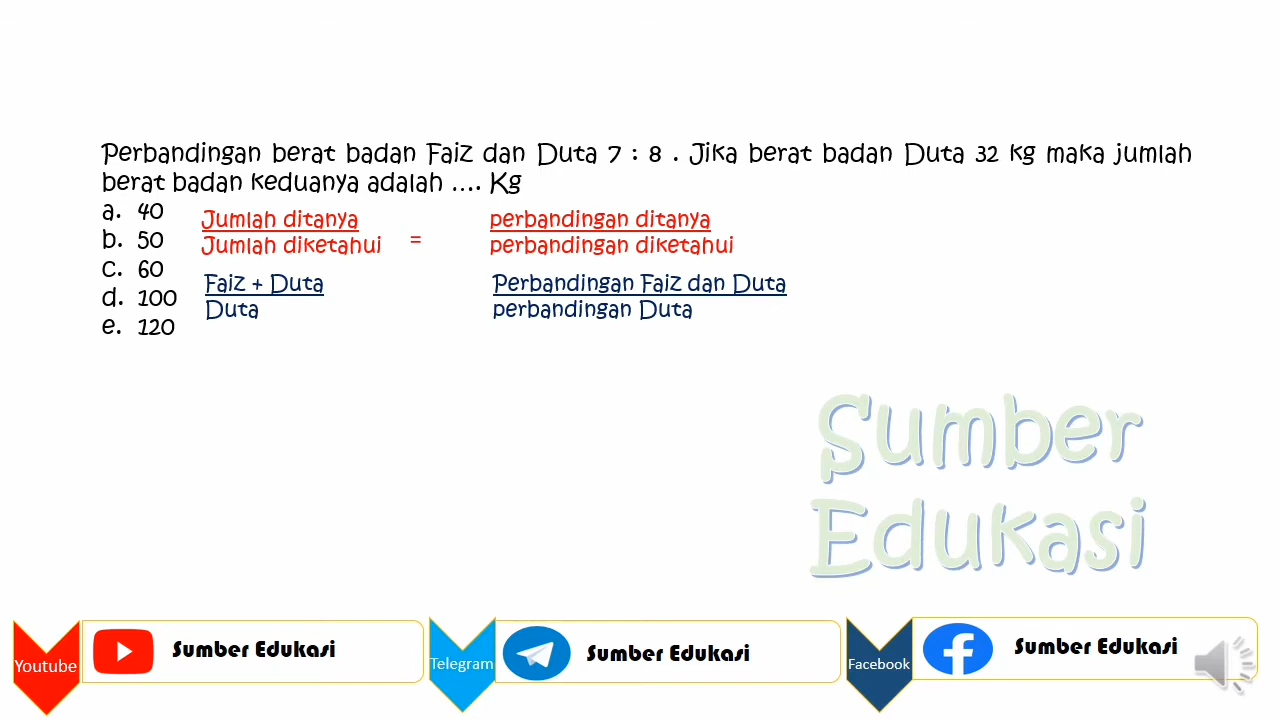 Perbandingan berat badan Faiz dan Duta 7 : 8 . Jika berat badan Duta 32 kg maka jumlah
berat badan keduanya adalah .... Kg
a. 40
b. 50
c. 60
d. 100
e. 120
Jumlah ditanya
Jumlah diketahui
=
perbandingan ditanya
perbandingan diketahui
Faiz + Duta
Duta
Perbandingan Faiz dan Duta
perbandingan Duta
Sumber
Edukasi
Youtube
Sumber Edukasi
Telegram
Sumber Edukasi
Facebook
Sumber Edukasi